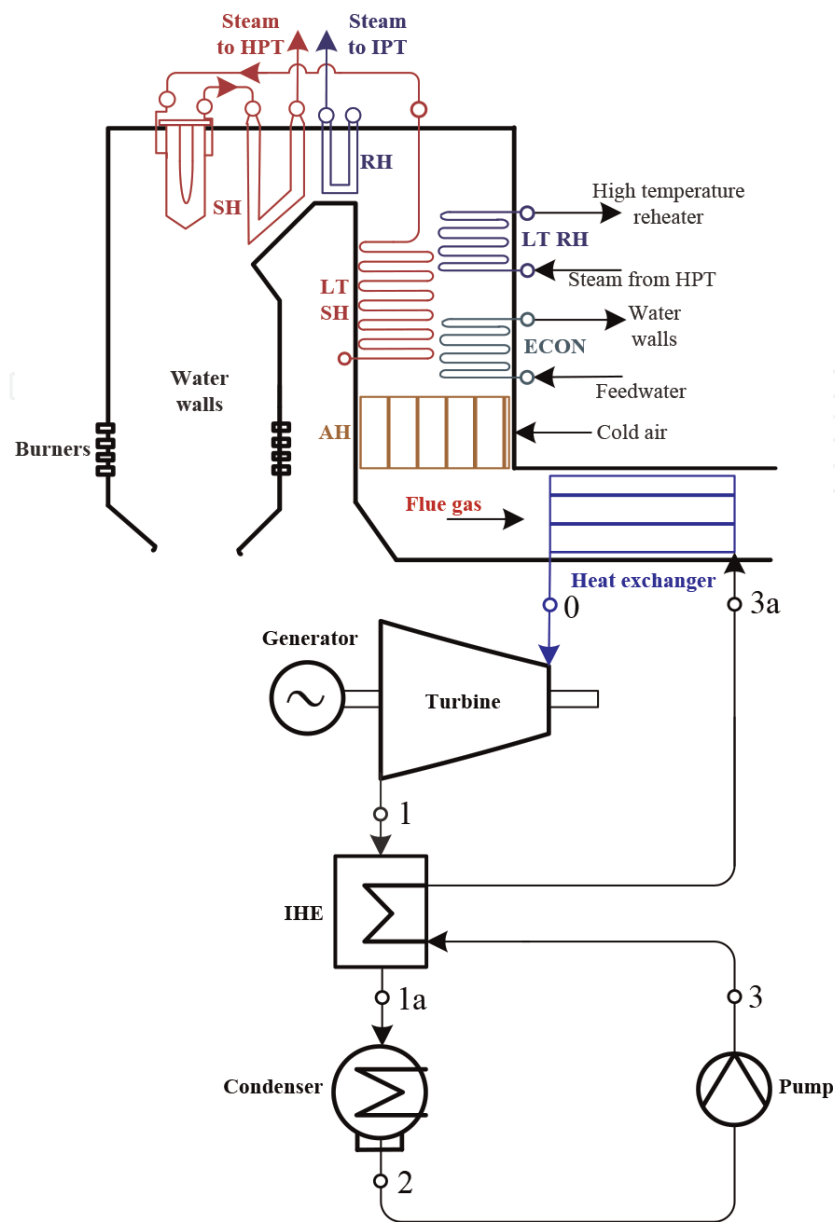 Steam
to HPT
Steam
to IPT
RH
SH
High temperature
reheater
LT RH
Steam from HPT
LT
SH
Water
walls
ECON
Feedwater
Water
walls
AH
Cold air
Burners
Flue gas
Heat exchanger
0
3a
Generator
Turbine
1
IHE
1a
3
Condenser
Pump
2